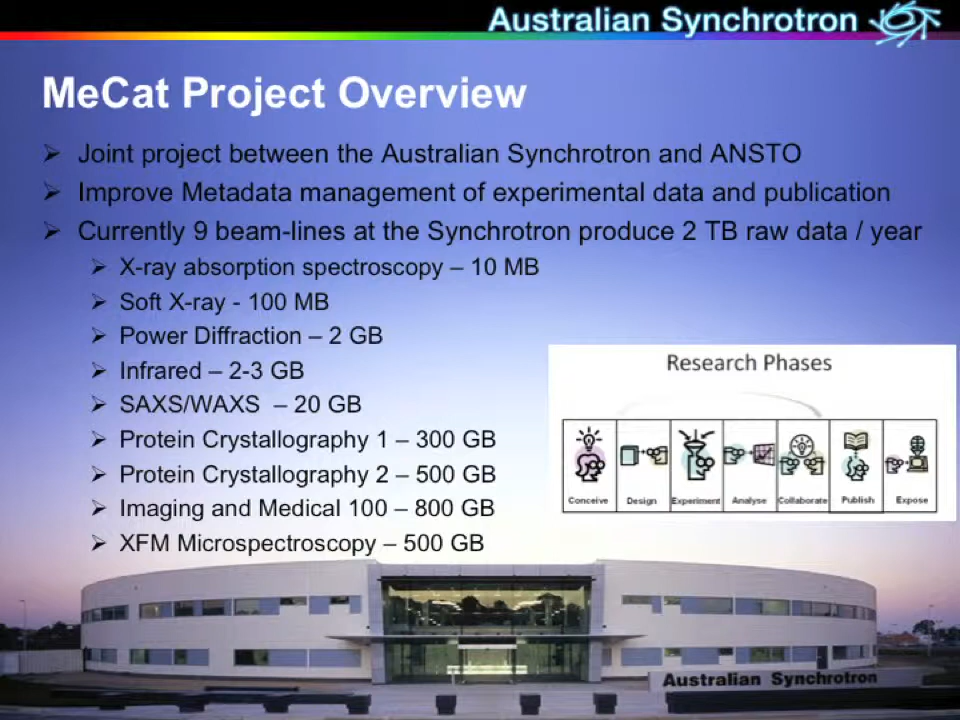 Australian Synchrotron
MeCat Project Overview
Joint project between the Australian Synchrotron and ANSTO
Improve Metadata management of experimental data and publication
Currently 9 beam-lines at the Synchrotron produce 2 TB raw data / year
X-ray absorption spectroscopy – 10 MB
Soft X-ray - 100 MB
Power Diffraction – 2 GB
Infrared – 2-3 GB
SAXS/WAXS – 20 GB
Protein Crystallography 1 – 300 GB
Protein Crystallography 2 – 500 GB
Imaging and Medical 100 – 800 GB
XFM Microspectroscopy – 500 GB
Research Phases
Conceive Design Experiment Analyse Collaborate Publish Expose
Australian Synchrotron